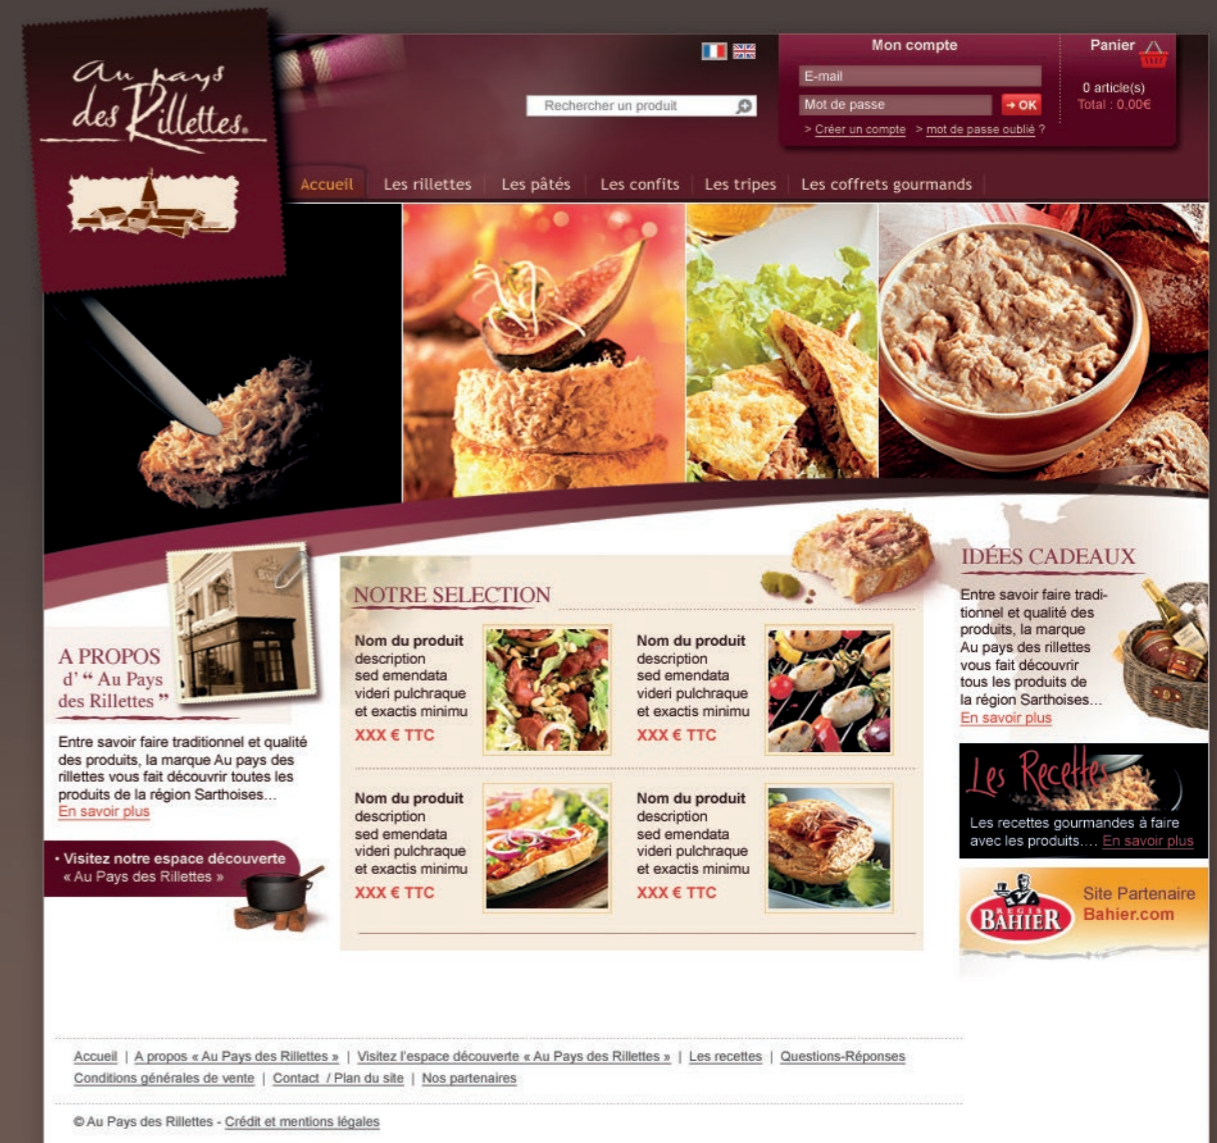 Au pays
des Rillettes®
Mon compte
E-mail
Mot de passe
OK
> Créer un compte > mot de passe oublié ?
Panier
0 article(s)
Total : 0,00€
Rechercher un produit
Accueil
Les rillettes
Les pâtés
Les confits
Les tripes
Les coffrets gourmands
A PROPOS
d' “ Au Pays
des Rillettes ”
Entre savoir faire traditionnel et qualité
des produits, la marque Au pays des
rillettes vous fait découvrir toutes les
produits de la région Sarthoises...
En savoir plus
• Visitez notre espace découverte
« Au Pays des Rillettes »
NOTRE SELECTION
Nom du produit
description
sed emendata
videri pulchraque
et exactis minimu
XXX € TTC
Nom du produit
description
sed emendata
videri pulchraque
et exactis minimu
XXX € TTC
Nom du produit
description
sed emendata
videri pulchraque
et exactis minimu
XXX € TTC
Nom du produit
description
sed emendata
videri pulchraque
et exactis minimu
XXX € TTC
IDÉES CADEAUX
Entre savoir faire tradi-
tionnel et qualité des
produits, la marque
Au pays des rillettes
vous fait découvrir
tous les produits de
la région Sarthoises...
En savoir plus
Les Recettes
Les recettes gourmandes à faire
avec les produits.... En savoir plus
REGIS
BAHIER
Site Partenaire
Bahier.com
Accueil | A propos « Au Pays des Rillettes » | Visitez l'espace découverte « Au Pays des Rillettes » | Les recettes | Questions-Réponses
Conditions générales de vente | Contact / Plan du site | Nos partenaires
© Au Pays des Rillettes - Crédit et mentions légales